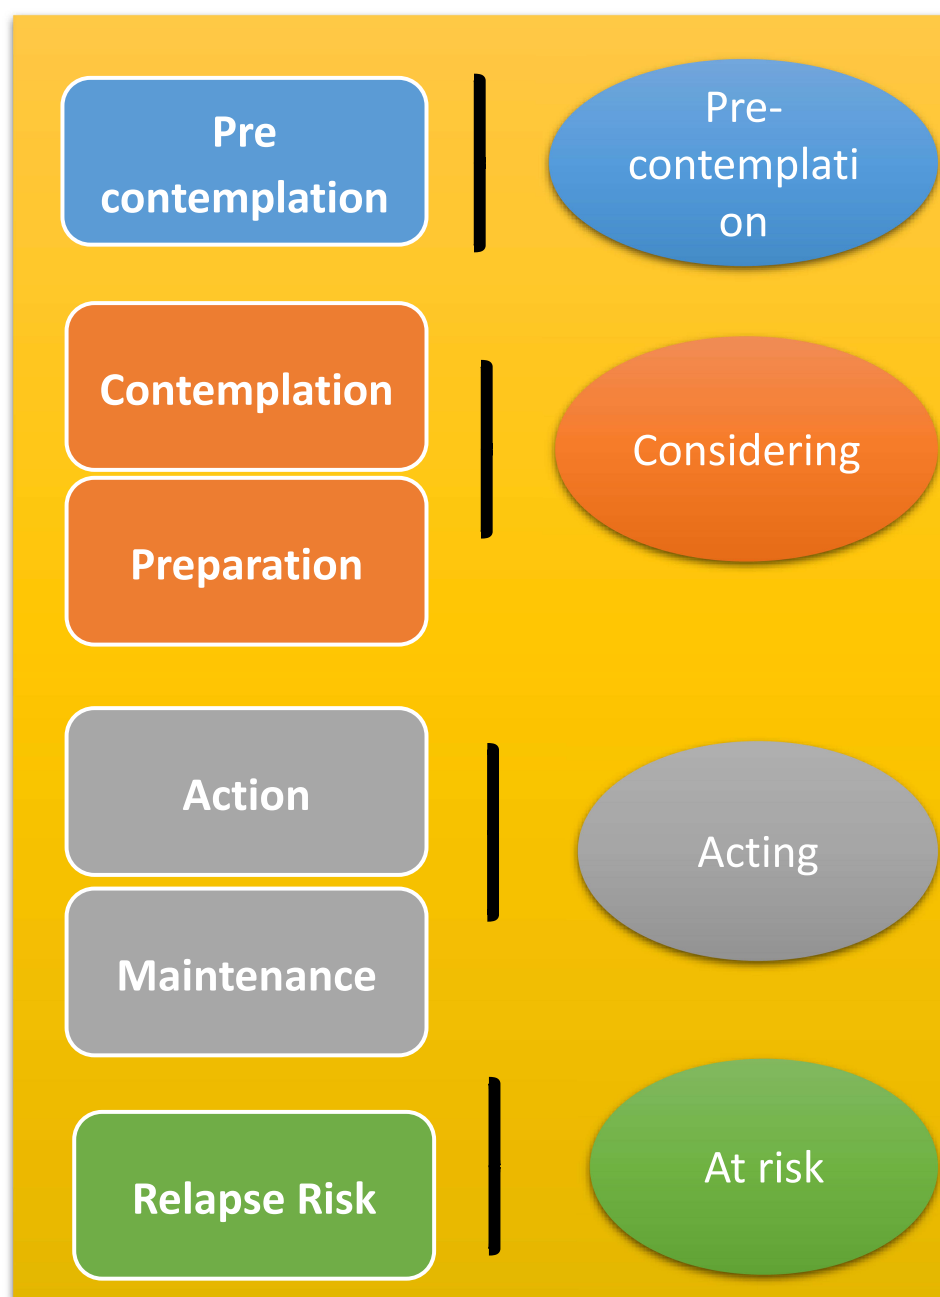 Pre
contemplation
Pre-
contemplati
on
Contemplation
Considering
Preparation
Action
Acting
Maintenance
Relapse Risk
At risk